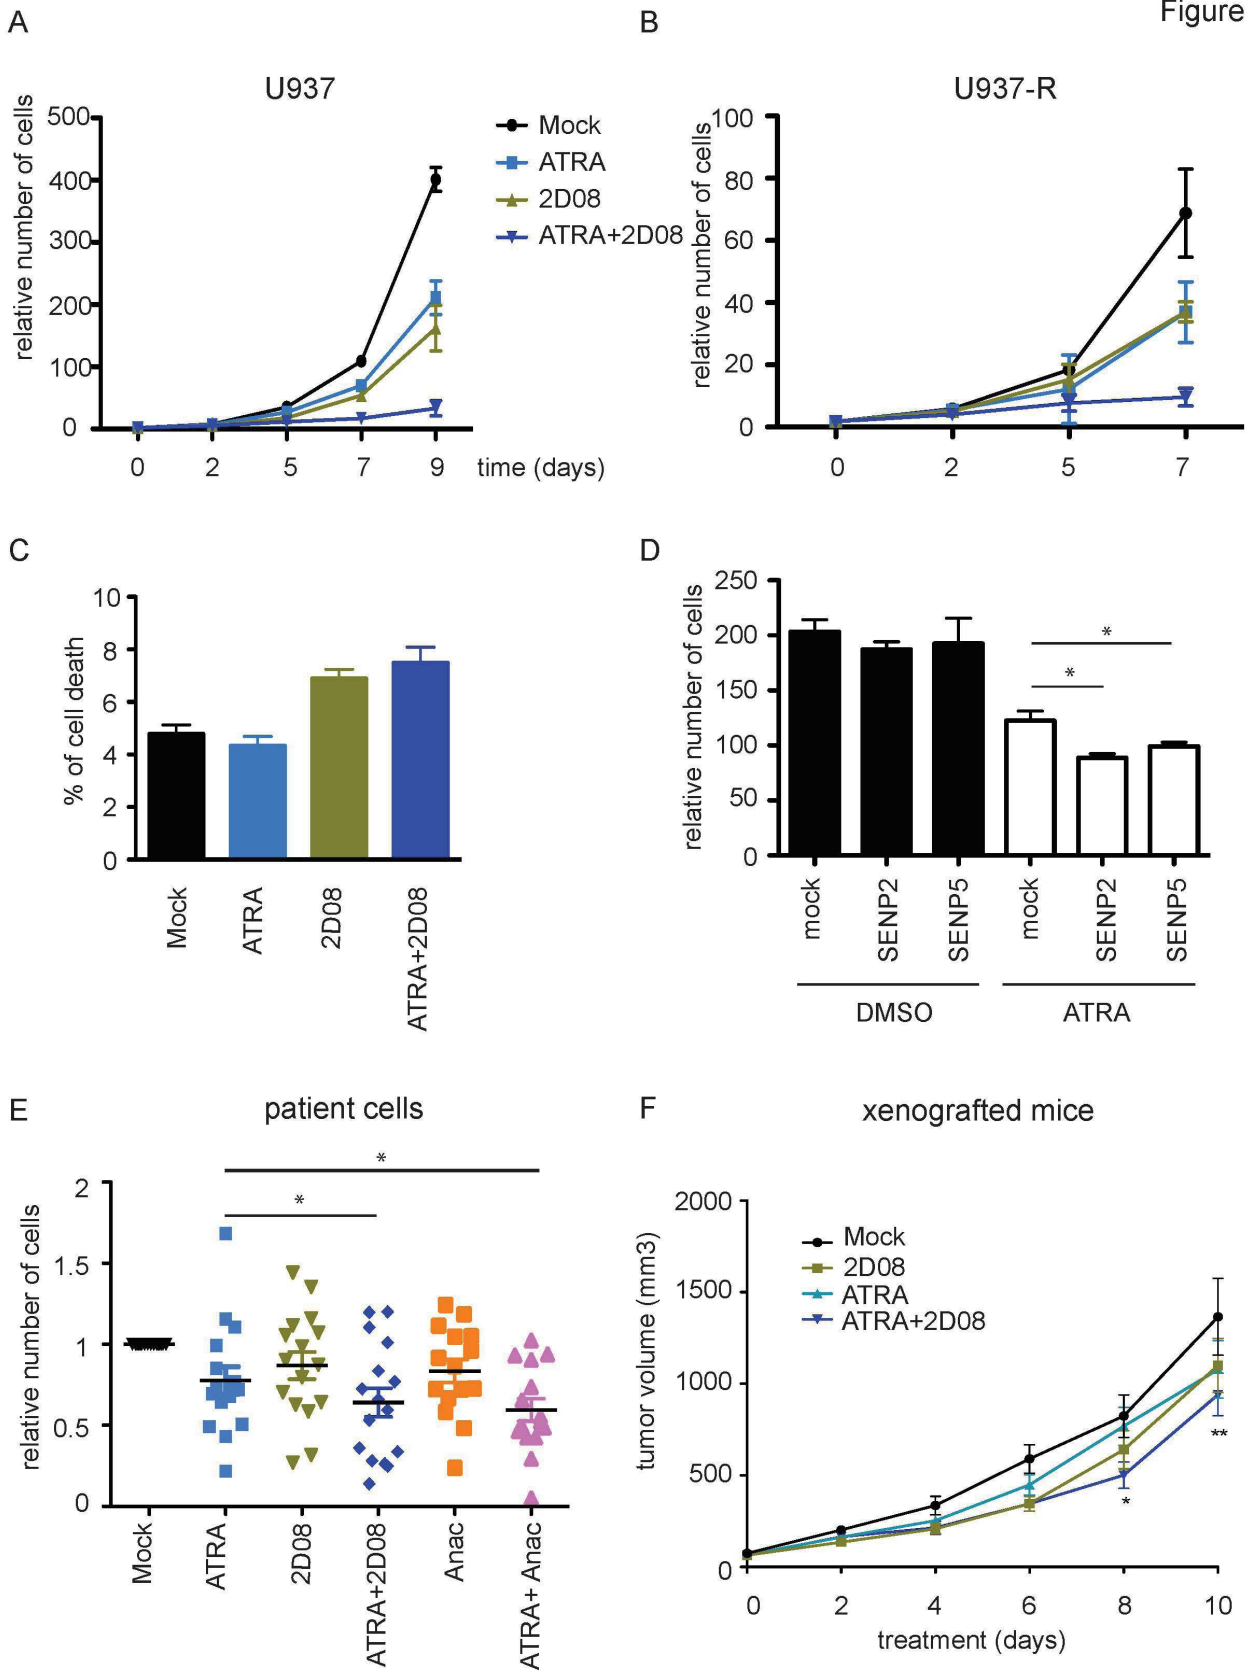 Figure
A
U937
relative number of cells
500
400
300
200
100
0
0 2 5 7 9 time (days)
Mock
ATRA
2D08
ATRA+2D08
B
U937-R
relative number of cells
100
80
60
40
20
0
0 2 5 7
C
% of cell death
10
8
6
4
2
0
Mock ATRA 2D08 ATRA+2D08
D
relative number of cells
250
200
150
100
50
0
*
*
mock SENP2 SENP5 mock SENP2 SENP5
DMSO ATRA
E
patient cells
relative number of cells
2
1.5
1
0.5
0
*
*
Mock ATRA 2D08 ATRA+2D08 Anac ATRA+ Anac
F
xenografted mice
tumor volume (mm3)
2000
1500
1000
500
0
Mock
2D08
ATRA
ATRA+2D08
**
*
0 2 4 6 8 10
treatment (days)